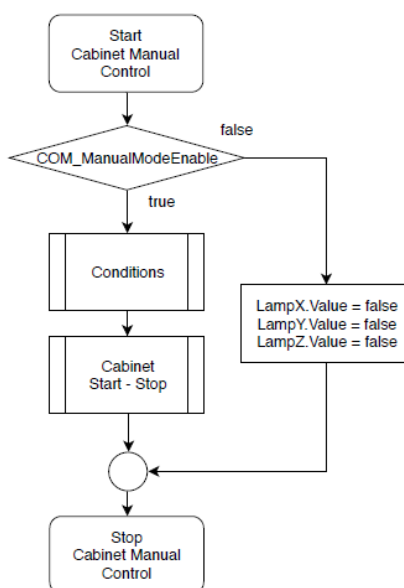 Start
Cabinet Manual
Control
false
COM_ManualModeEnable
true
Conditions
LampX.Value = false
LampY.Value = false
LampZ.Value = false
Cabinet
Start - Stop
Stop
Cabinet Manual
Control